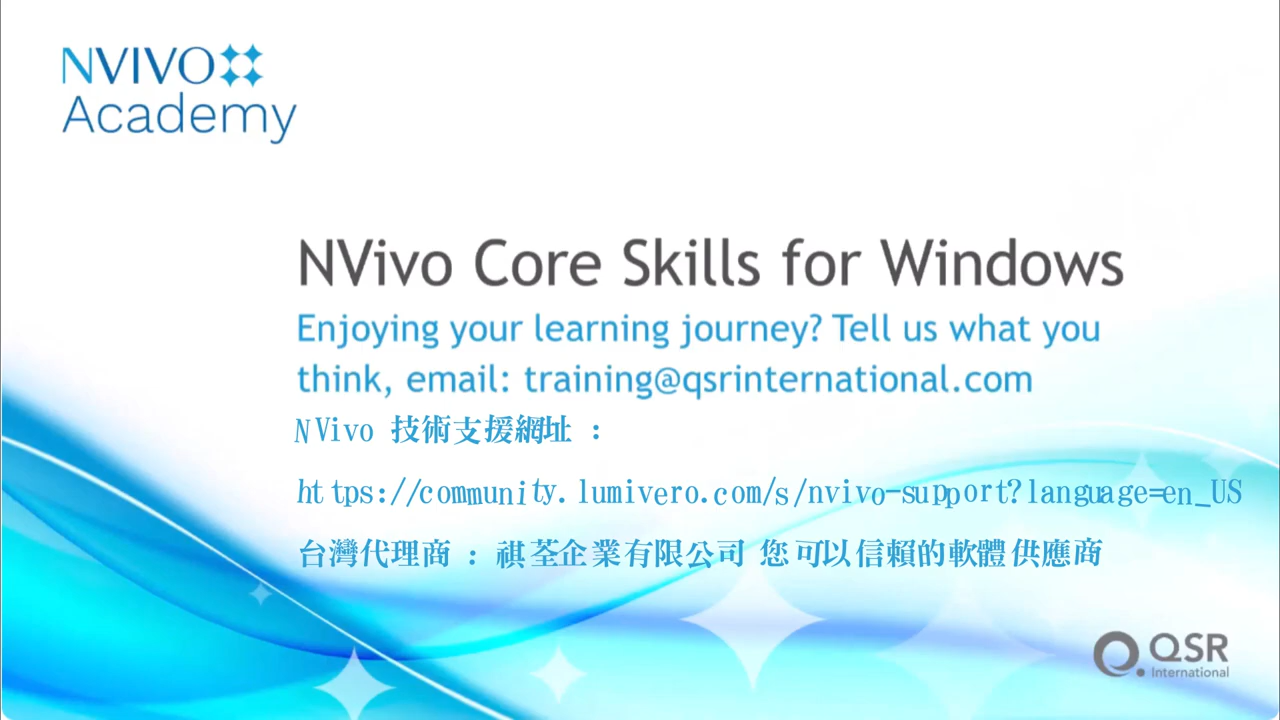 NVIVO
Academy
NVivo Core Skills for Windows
Enjoying your learning journey? Tell us what you
think, email: training@qsrinternational.com
NVivo 技術支援網址 :
https://community.lumivero.com/s/nvivo-support?language=en_US
台灣代理商 : 祺荃企業有限公司 您可以信賴的軟體供應商
QSR
International